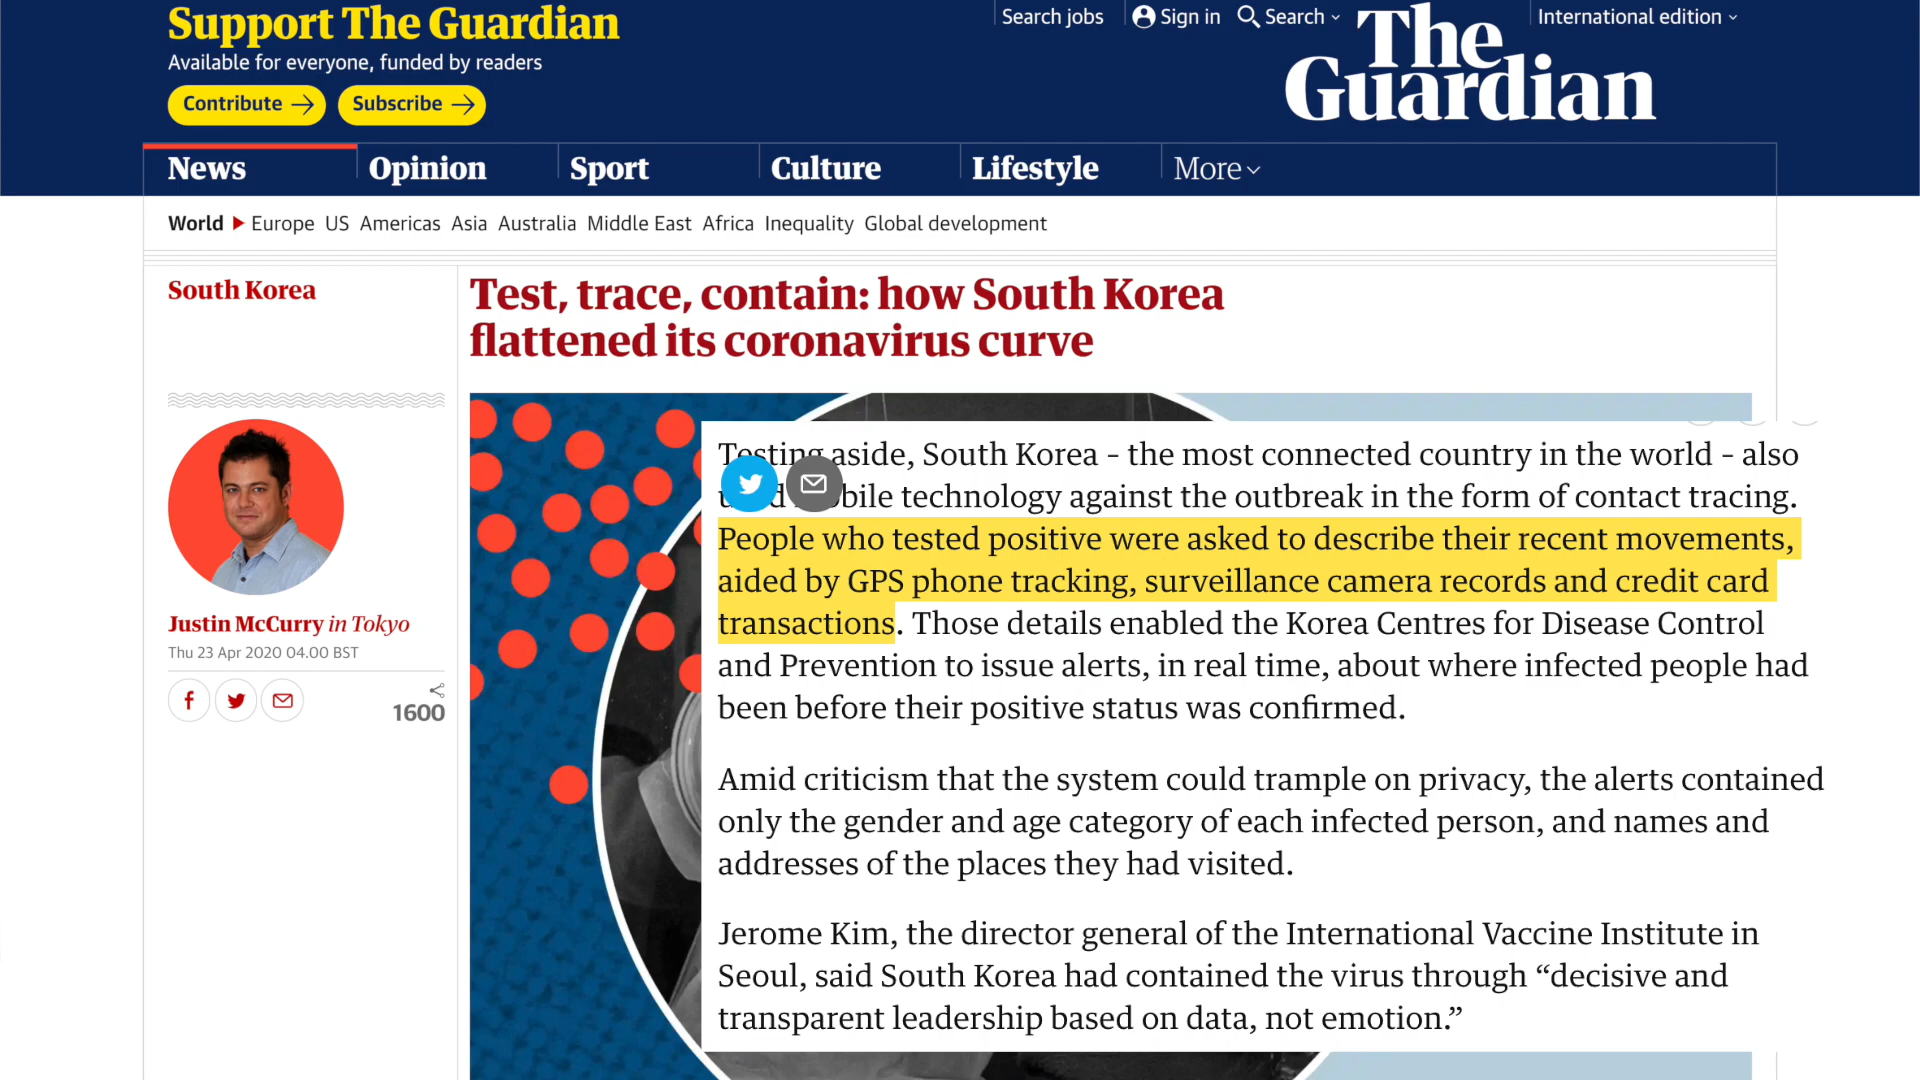 Support The Guardian
Available for everyone, funded by readers
Contribute
Subscribe
Search jobs
Sign in
Search
International edition
The
Guardian
News
Opinion
Sport
Culture
Lifestyle
More
World
Europe
US
Americas
Asia
Australia
Middle East
Africa
Inequality
Global development
South Korea
Test, trace, contain: how South Korea
flattened its coronavirus curve
Justin McCurry in Tokyo
Thu 23 Apr 2020 04.00 BST
1600
Testing aside, South Korea – the most connected country in the world – also
technology against the outbreak in the form of contact tracing.
People who tested positive were asked to describe their recent movements,
aided by GPS phone tracking, surveillance camera records and credit card
transactions. Those details enabled the Korea Centres for Disease Control
and Prevention to issue alerts, in real time, about where infected people had
been before their positive status was confirmed.
Amid criticism that the system could trample on privacy, the alerts contained
only the gender and age category of each infected person, and names and
addresses of the places they had visited.
Jerome Kim, the director general of the International Vaccine Institute in
Seoul, said South Korea had contained the virus through “decisive and
transparent leadership based on data, not emotion.”